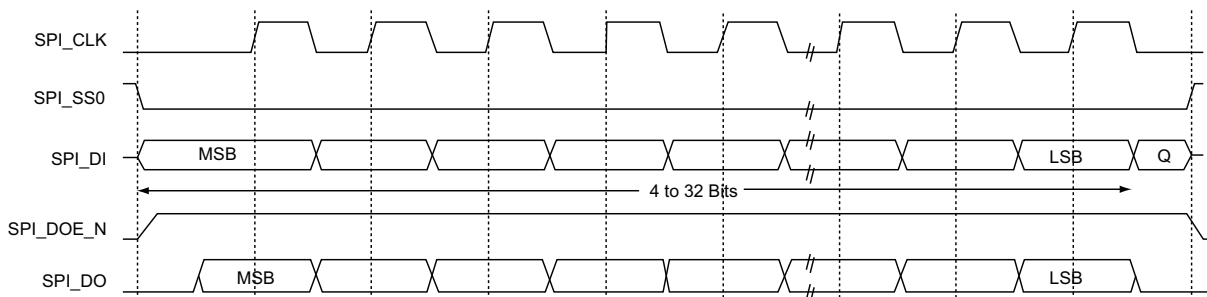 SPI_CLK
SPI_SS0
SPI_DI MSB LSB Q
4 to 32 Bits
SPI_DOE_N
SPI_DO MSB LSB